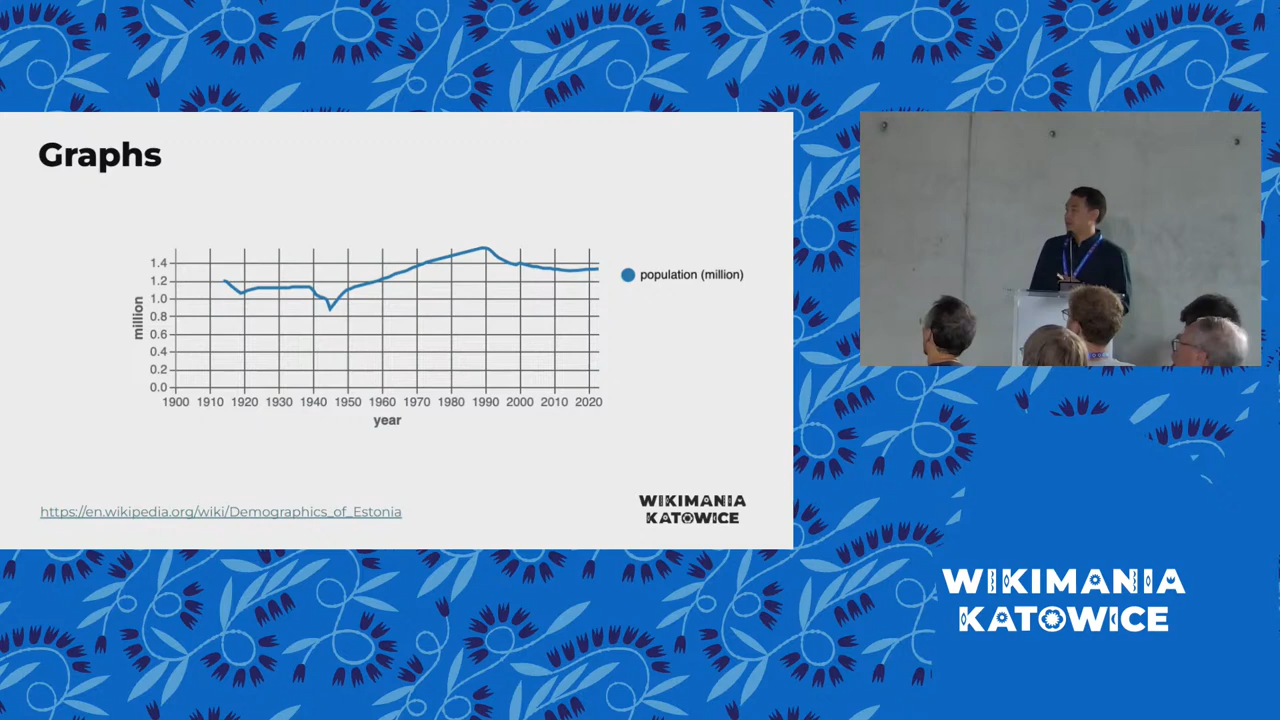 Graphs
1.4
1.2
1.0
0.8
0.6
0.4
0.2
0.0
million
1900 1910 1920 1930 1940 1950 1960 1970 1980 1990 2000 2010 2020
year
population (million)
https://en.wikipedia.org/wiki/Demographics_of_Estonia
WIKIMANIA
KATOWICE
WIKIMANIA
KATOWICE